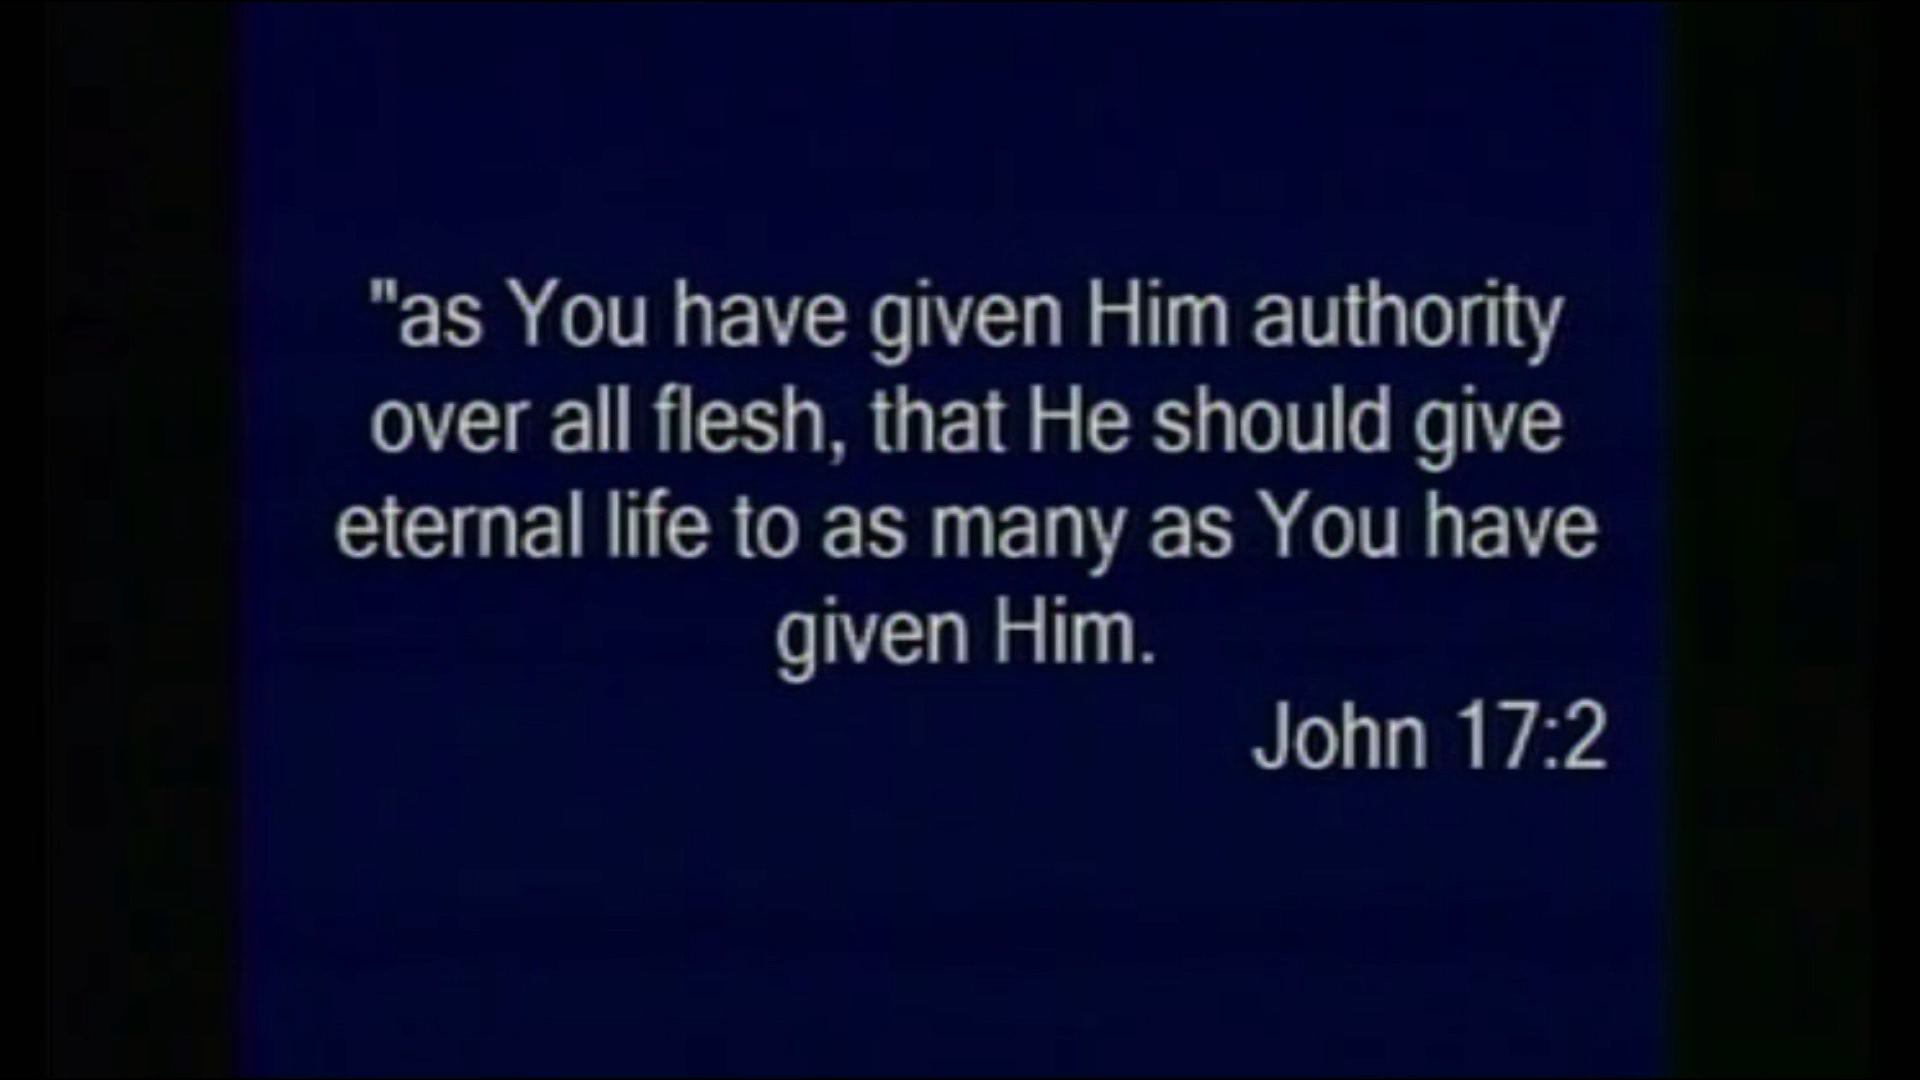 "as You have given Him authority
over all flesh, that He should give
eternal life to as many as You have
given Him.
John 17:2